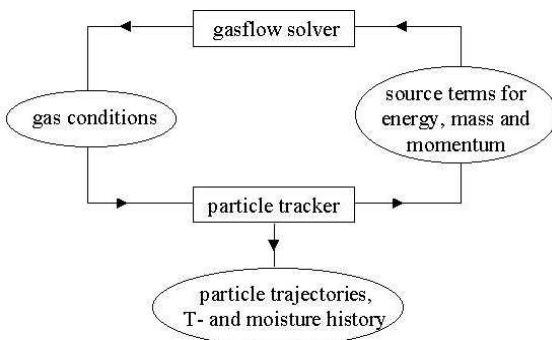 gasflow solver
gas conditions
source terms for
energy, mass and
momentum
particle tracker
particle trajectories,
T- and moisture history